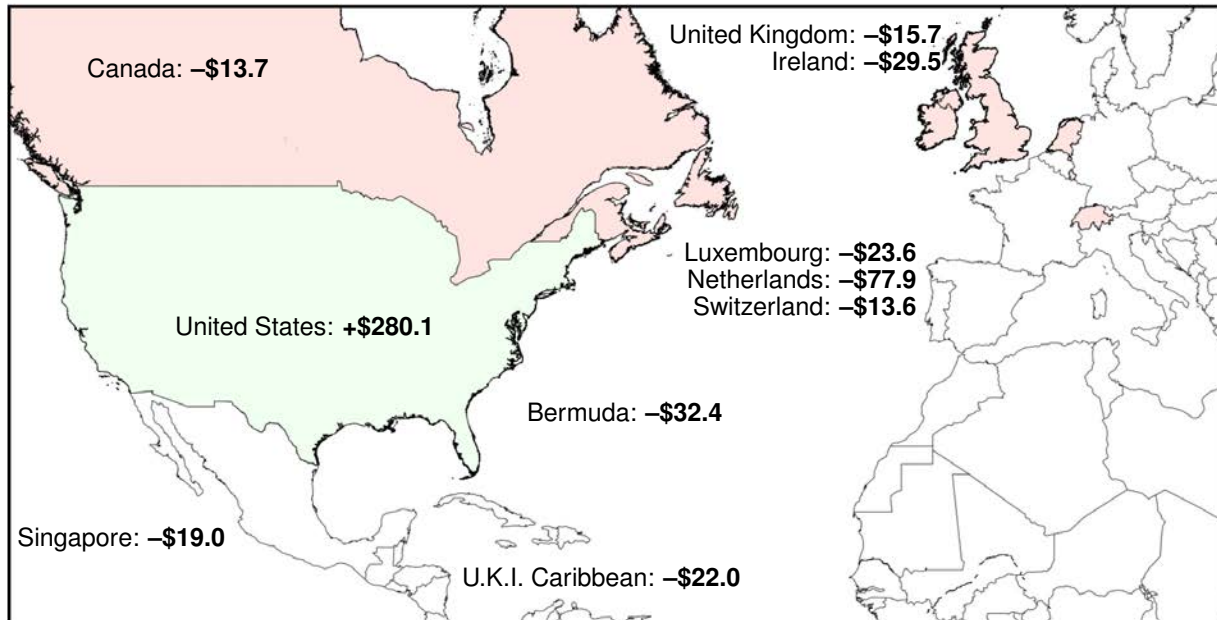 United Kingdom: –$15.7
Ireland: –$29.5
Canada: –$13.7
Luxembourg: –$23.6
Netherlands: –$77.9
Switzerland: –$13.6
United States: +$280.1
Bermuda: –$32.4
Singapore: –$19.0
U.K.I. Caribbean: –$22.0